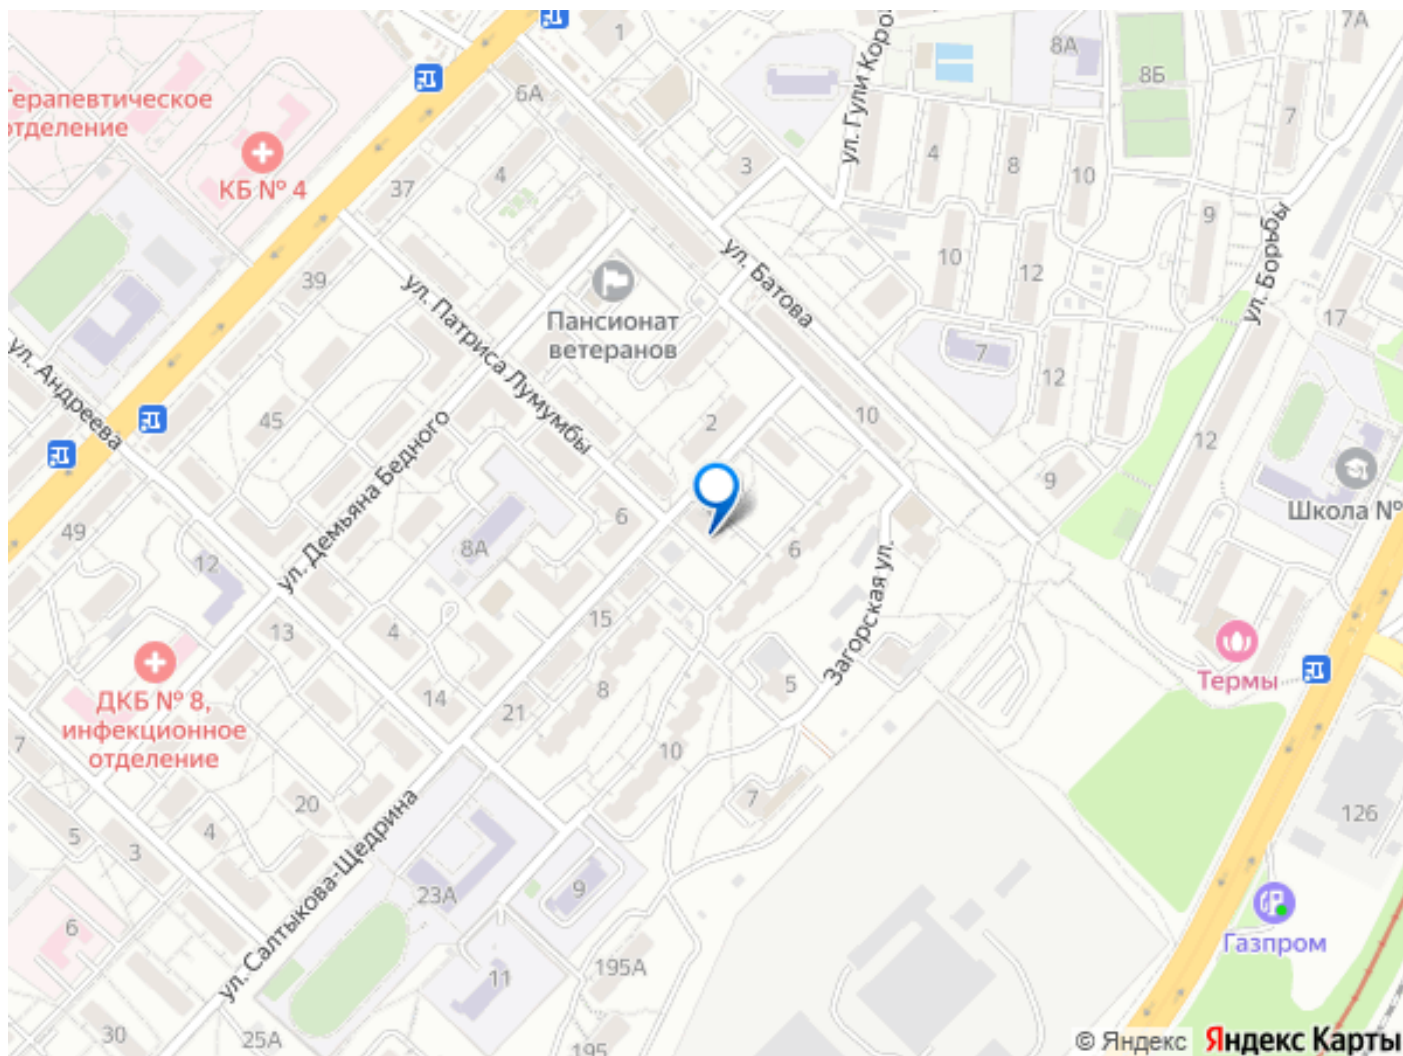 1
7А
8А
8Б
6А
ул. Гули Коро
Терапевтическое
отделение
7
КБ № 4
4
37
3
4
8
10
9
ул. Борьбы
ул. Батова
10
12
39
ул. Патриса Лумумбы
Пансионат
ветеранов
17
7
12
ул. Андреева
45
2
10
12
ул. Демьяна Бедного
9
Школа №
49
6
8А
6
12
Загорская ул.
15
13
4
Термы
ДКБ № 8,
инфекционное
отделение
8
5
14
21
7
10
20
7
126
5
3
4
ул. Салтыкова-Щедрина
23А
9
6
Газпром
11
195А
30
25А
195
© Яндекс Яндекс Карты